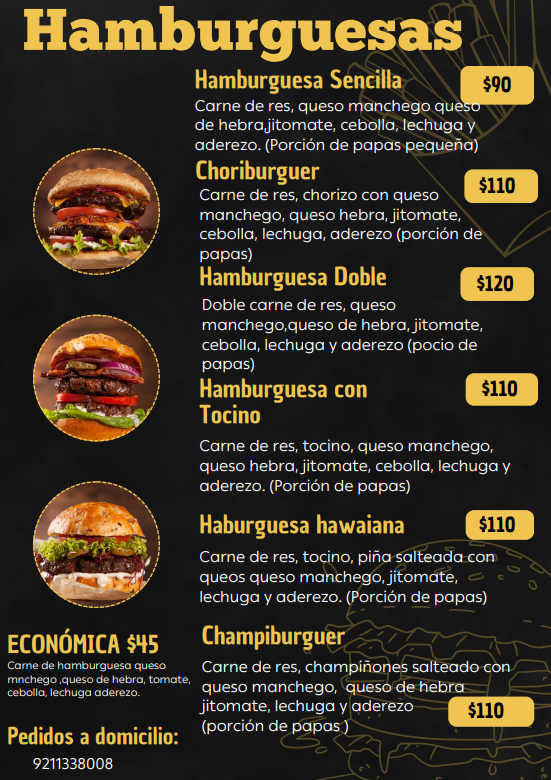 Hamburguesas
Hamburguesa Sencilla
$90
Carne de res, queso manchego queso
de hebra,jitomate, cebolla, lechuga y
aderezo. (Porción de papas pequeña)
Choriburguer
$110
Carne de res, chorizo con queso
manchego, queso hebra, jitomate,
cebolla, lechuga, aderezo (porción de
papas)
Hamburguesa Doble
$120
Doble carne de res, queso
manchego,queso de hebra, jitomate,
cebolla, lechuga y aderezo (pocio de
papas)
Hamburguesa con
Tocino
$110
Carne de res, tocino, queso manchego,
queso hebra, jitomate, cebolla, lechuga y
aderezo. (Porción de papas)
Haburguesa hawaiana
$110
Carne de res, tocino, piña salteada con
queos queso manchego, jitomate,
lechuga y aderezo. (Porción de papas)
Champiburguer
Carne de res, champiñones salteado con
queso manchego, queso de hebra
jitomate, lechuga y aderezo
(porción de papas )
$110
ECONÓMICA $45
Carne de hamburguesa queso
mnchego ,queso de hebra, tomate,
cebolla, lechuga aderezo.
Pedidos a domicilio:
9211338008